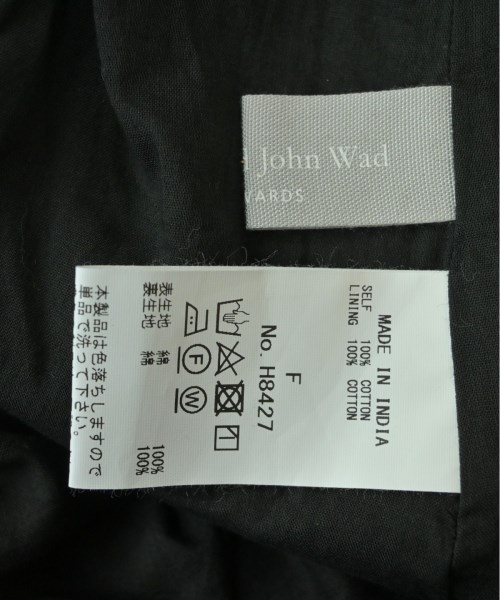 John Wad
WARDS
MADE IN INDIA
SELF 100% COTTON
LINING 100% COTTON
F
No. H8427
F
W
表生地 綿 100%
裏生地 綿 100%
本製品は色落ちしますので
単品で洗って下さい。